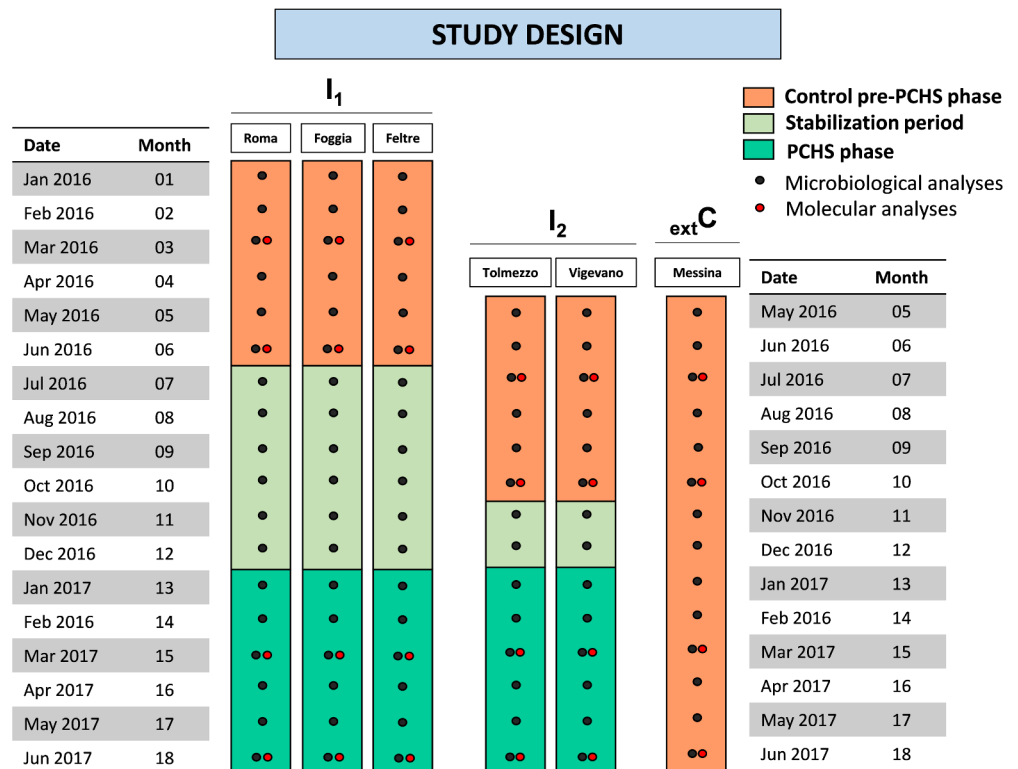 STUDY DESIGN
I1
Control pre-PCHS phase
Stabilization period
PCHS phase
Microbiological analyses
Molecular analyses
Date Month
Roma Foggia Feltre
Jan 2016 01
Feb 2016 02
Mar 2016 03
Apr 2016 04
May 2016 05
Jun 2016 06
Jul 2016 07
Aug 2016 08
Sep 2016 09
Oct 2016 10
Nov 2016 11
Dec 2016 12
Jan 2017 13
Feb 2016 14
Mar 2017 15
Apr 2017 16
May 2017 17
Jun 2017 18
I2
extC
Tolmezzo Vigevano Messina
Date Month
May 2016 05
Jun 2016 06
Jul 2016 07
Aug 2016 08
Sep 2016 09
Oct 2016 10
Nov 2016 11
Dec 2016 12
Jan 2017 13
Feb 2016 14
Mar 2017 15
Apr 2017 16
May 2017 17
Jun 2017 18